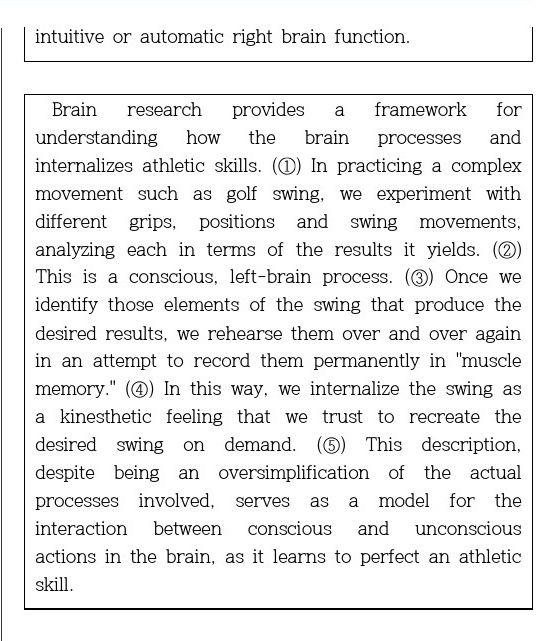 intuitive or automatic right brain function.
Brain research provides a framework for
understanding how the brain processes and
internalizes athletic skills. (①) In practicing a complex
movement such as golf swing, we experiment with
different grips, positions and swing movements,
analyzing each in terms of the results it yields. (②)
This is a conscious, left-brain process. (③) Once we
identify those elements of the swing that produce the
desired results, we rehearse them over and over again
in an attempt to record them permanently in "muscle
memory." (④) In this way, we internalize the swing as
a kinesthetic feeling that we trust to recreate the
desired swing on demand. (⑤) This description,
despite being an oversimplification of the actual
processes involved, serves as a model for the
interaction between conscious and unconscious
actions in the brain, as it learns to perfect an athletic
skill.